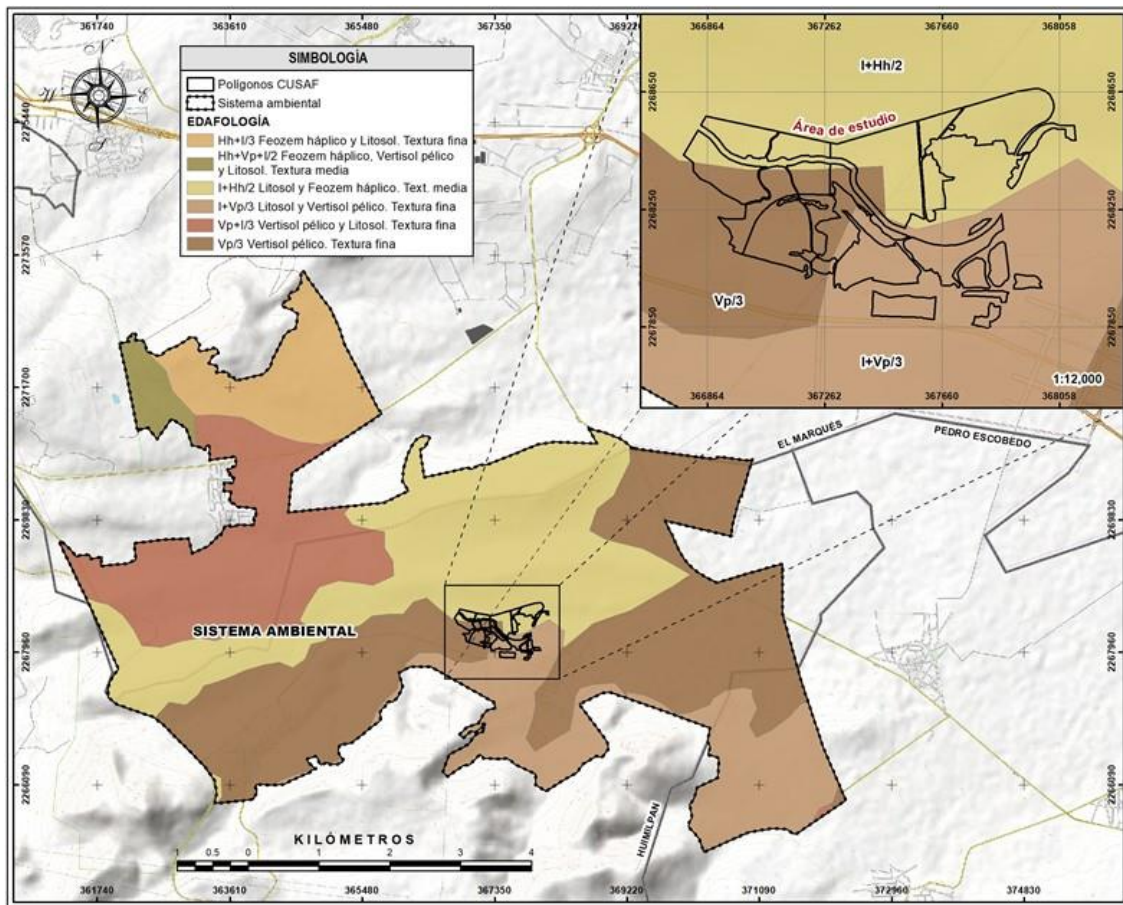 361740 363610 365480 367350 369220
366864 367262 367660 368058
N
W E
S
SIMBOLOGÍA
Polígonos CUSAF
Sistema ambiental
EDAFOLOGÍA
Hh+I/3 Feozem háplico y Litosol. Textura fina
Hh+Vp+I/2 Feozem háplico, Vertisol pélico
y Litosol. Textura media
I+Hh/2 Litosol y Feozem háplico. Text. media
I+Vp/3 Litosol y Vertisol pélico. Textura fina
Vp+I/3 Vertisol pélico y Litosol. Textura fina
Vp/3 Vertisol pélico. Textura fina
I+Hh/2
Área de estudio
Vp/3
I+Vp/3
1:12,000
2268650
2268250
2267850
2268650
2268250
2267850
366864 367262 367660 368058
2275440
2273570
2271700
2269830
2267960
2266090
2271700
2269830
2267960
2266090
EL MARQUÉS
PEDRO ESCOBEDO
SISTEMA AMBIENTAL
HUIMILPAN
KILÓMETROS
1 0.5 0 1 2 3 4
361740 363610 365480 367350 369220 371090 372960 374830